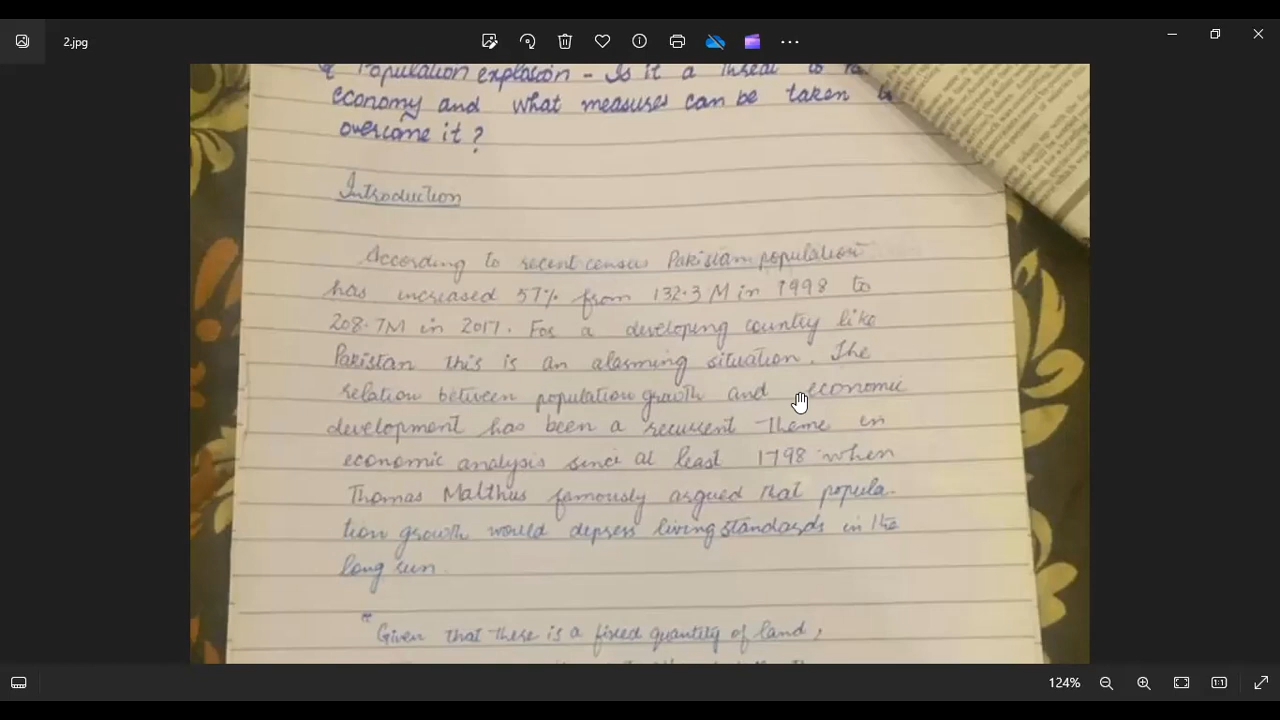 2.jpg
Population explosion - Is it a threat to
economy and what measures can be taken to
overcome it?
Introduction
According to recent census Pakistan population
has increased 57% from 132.3 M in 1998 to
208.7M in 2017. For a developing country like
Pakistan this is an alarming situation. The
relation between population growth and economic
development has been a recurrent theme in
economic analysis since at least 1798 when
Thomas Malthus famously argued that popula-
tion growth would depress living standards in the
long run.
"Given that there is a fixed quantity of land,
124%
1:1